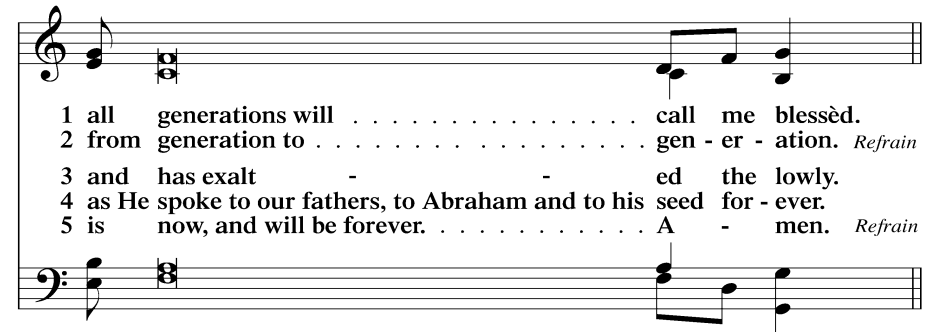 1 all generations will . . . . . . . . . . . . . . . call me blessèd.
2 from generation to . . . . . . . . . . . . . . . . . gen - er - ation. Refrain
3 and has exalt - - ed the lowly.
4 as He spoke to our fathers, to Abraham and to his seed for - ever.
5 is now, and will be forever. . . . . . . . . . . . A - men. Refrain